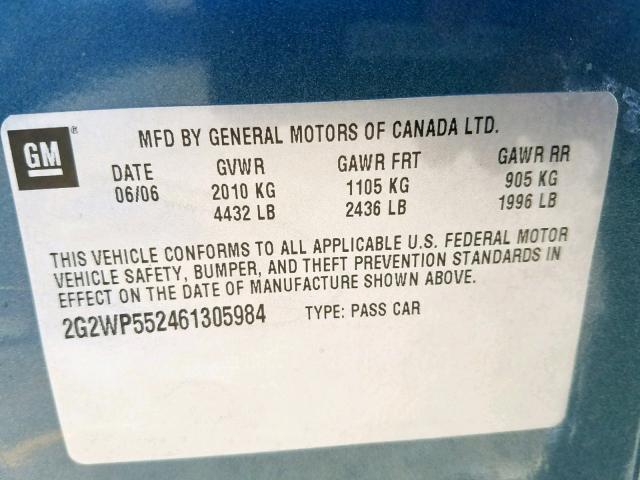 GM®
MFD BY GENERAL MOTORS OF CANADA LTD.
DATE GVWR GAWR FRT GAWR RR
06/06 2010 KG 1105 KG 905 KG
4432 LB 2436 LB 1996 LB
THIS VEHICLE CONFORMS TO ALL APPLICABLE U.S. FEDERAL MOTOR
VEHICLE SAFETY, BUMPER, AND THEFT PREVENTION STANDARDS IN
EFFECT ON THE DATE OF MANUFACTURE SHOWN ABOVE.
2G2WP552461305984 TYPE: PASS CAR